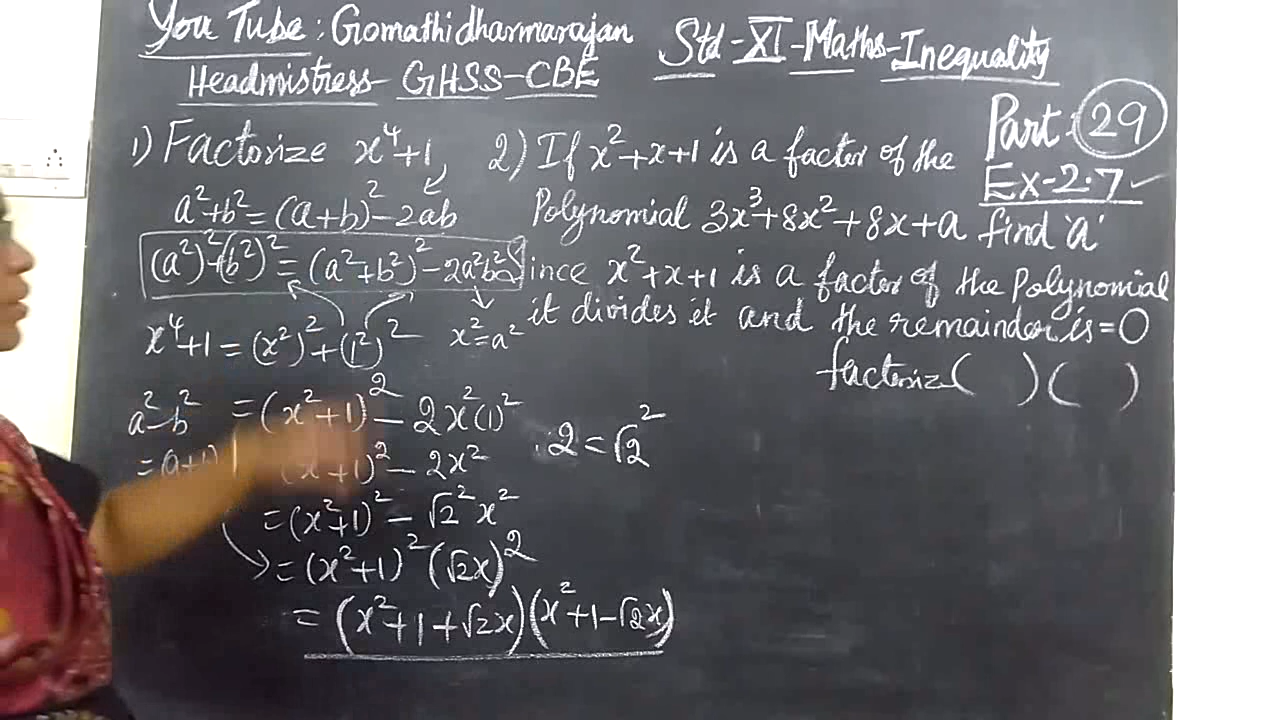 You Tube: Gomathidharmarajan
Headmistress- GHSS-CBE
Std-XI-Maths-Inequality
Part: 29
Ex-2.7
1) Factorize x⁴+1
a²+b²=(a+b)²-2ab
(a²)²+(b²)²=(a²+b²)²-2a²b²
x⁴+1=(x²)²+(1²)²
x²=a²
a²-b²
=(x²+1)²-2x²(1)²
=(a+
(x²+1)²-2x²
2=√2²
=(x²+1)²-√2²x²
=(x²+1)²(√2x)²
=(x²+1+√2x)(x²+1-√2x)
2) If x²+x+1 is a factor of the
Polynomial 3x³+8x²+8x+a find 'a'
Since x²+x+1 is a factor of the Polynomial
it divides it and the remainder is=0
factorize( )( )